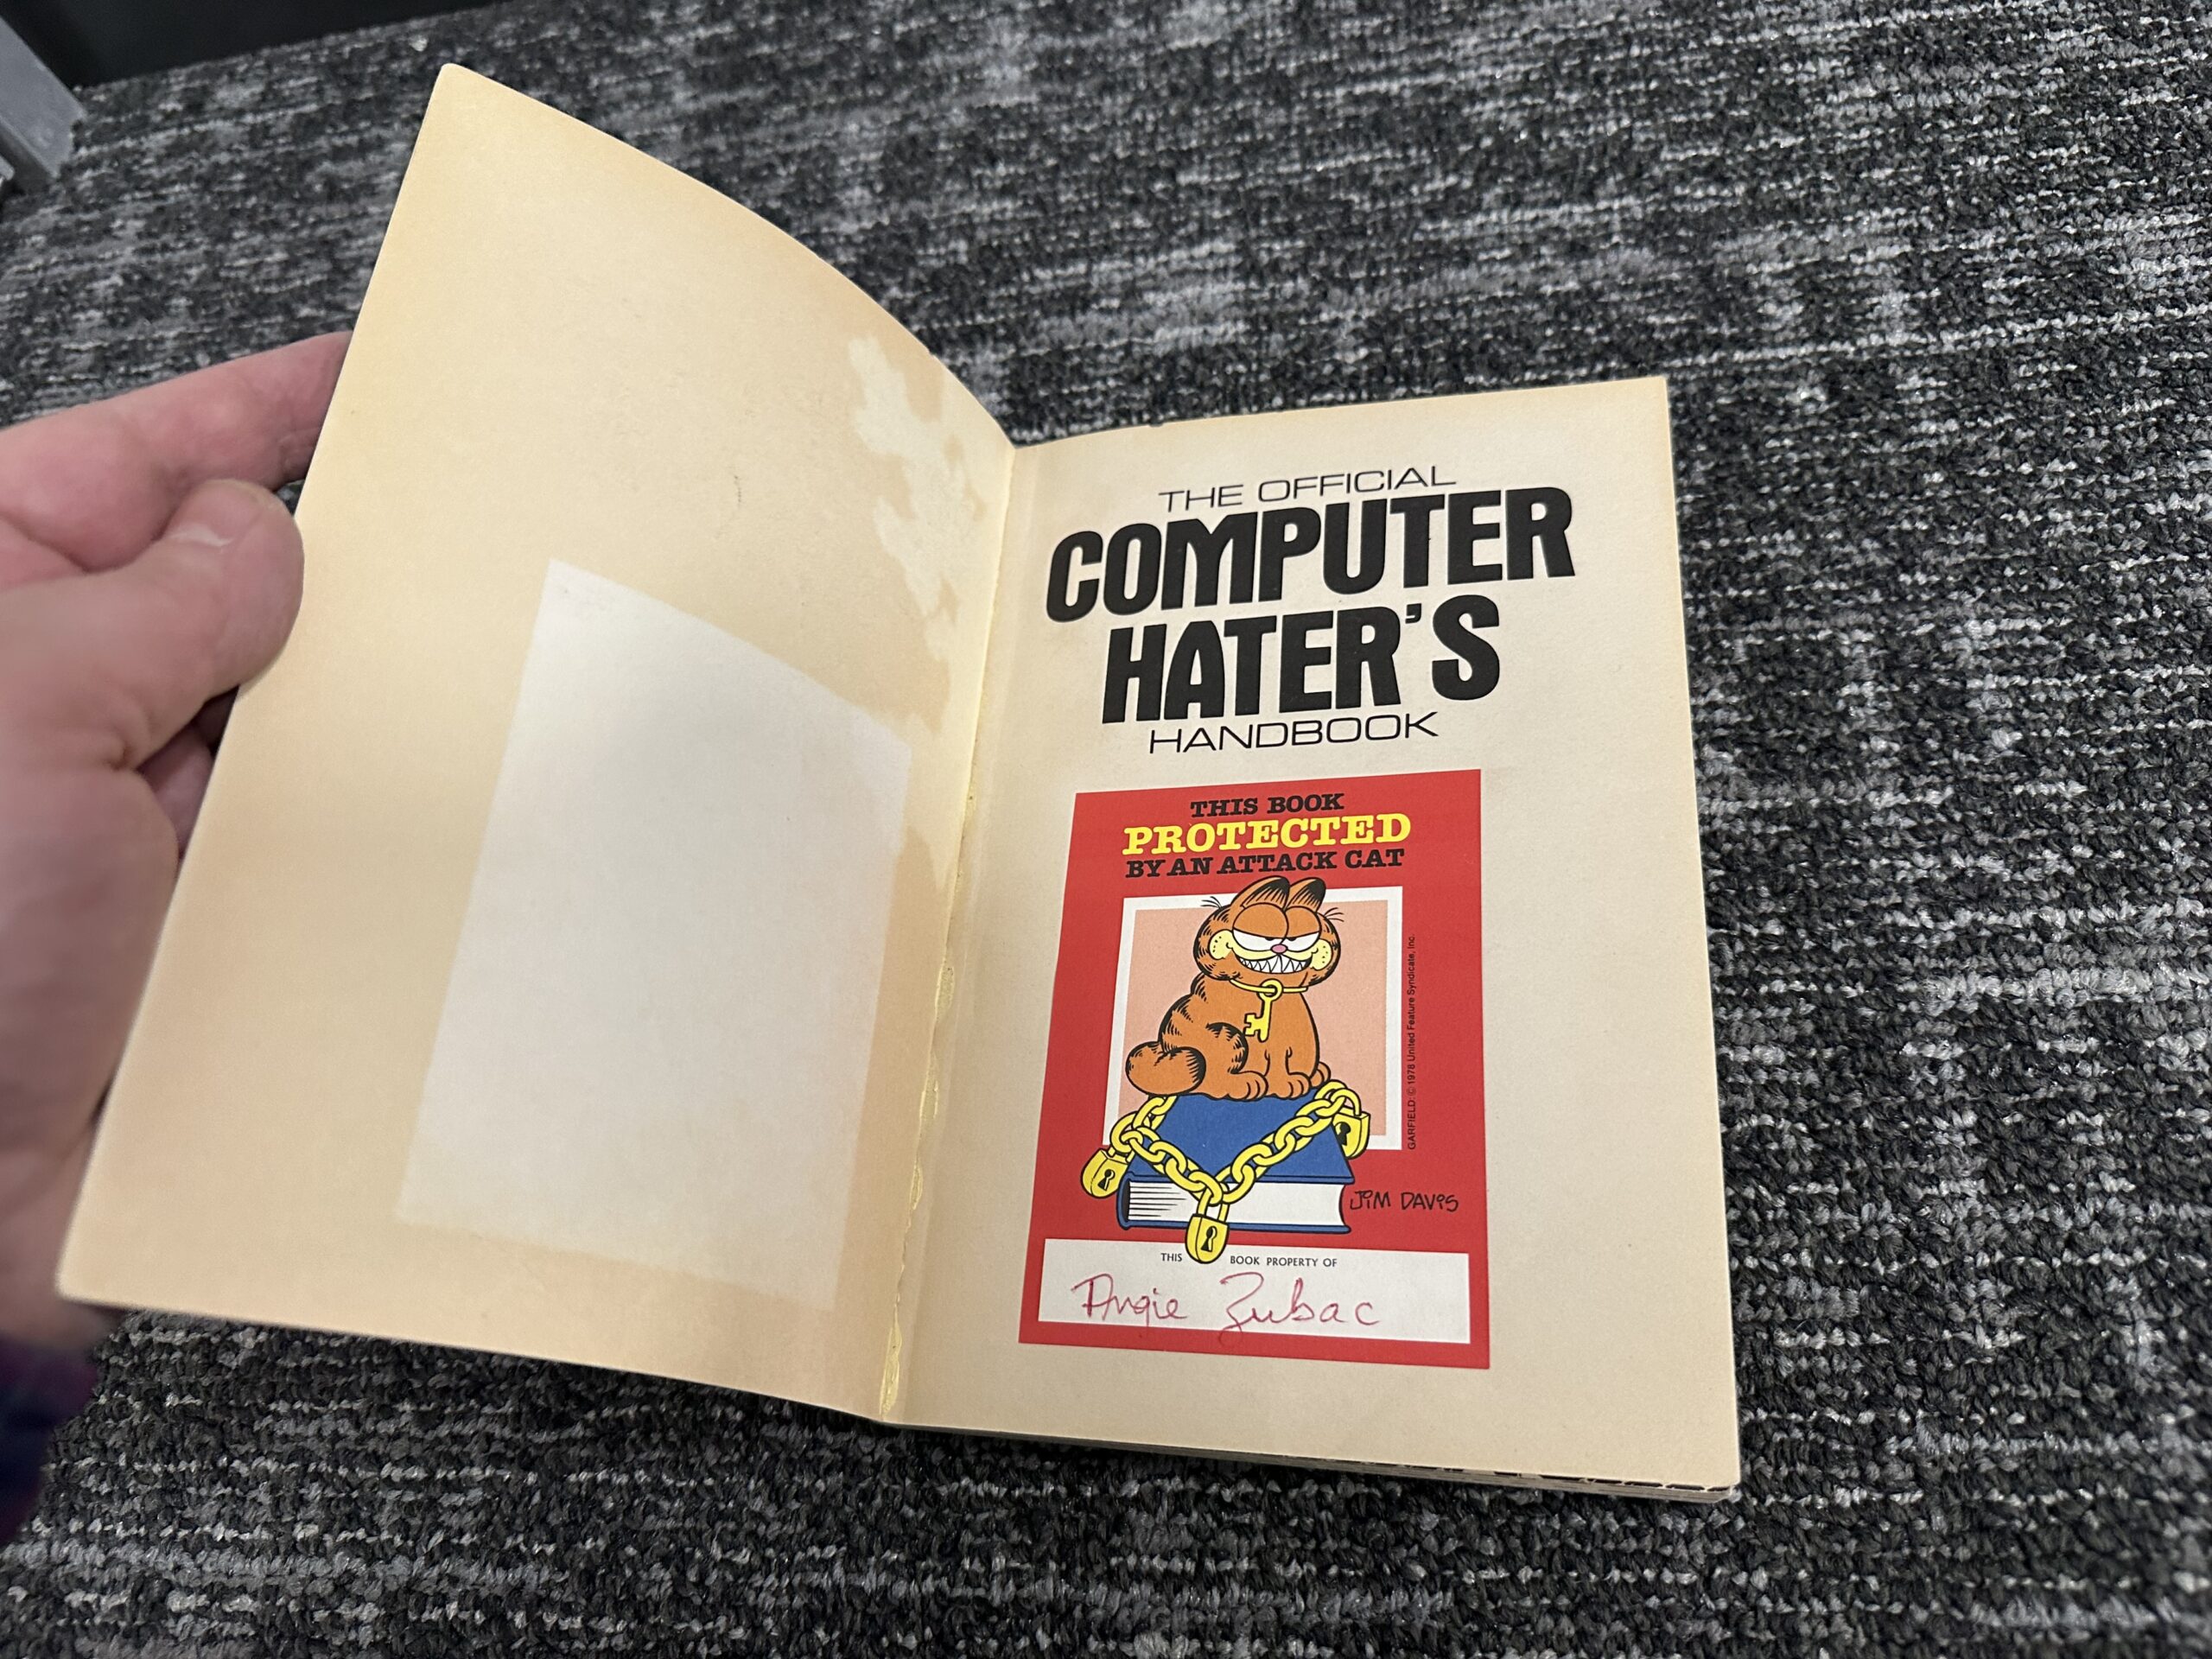 THE OFFICIAL
COMPUTER
HATER'S
HANDBOOK
THIS BOOK
PROTECTED
BY AN ATTACK CAT
GARFIELD: © 1978 United Feature Syndicate, Inc.
JIM DAVIS
THIS BOOK PROPERTY OF
Angie Zubac